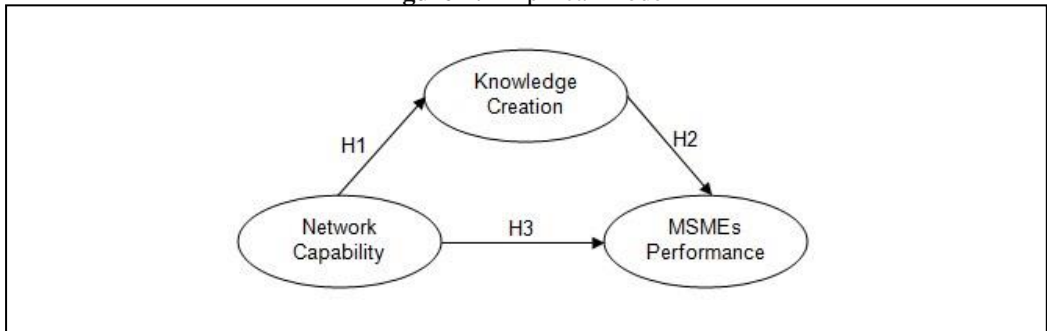 Knowledge
Creation
H1
H2
Network
Capability
H3
MSMEs
Performance